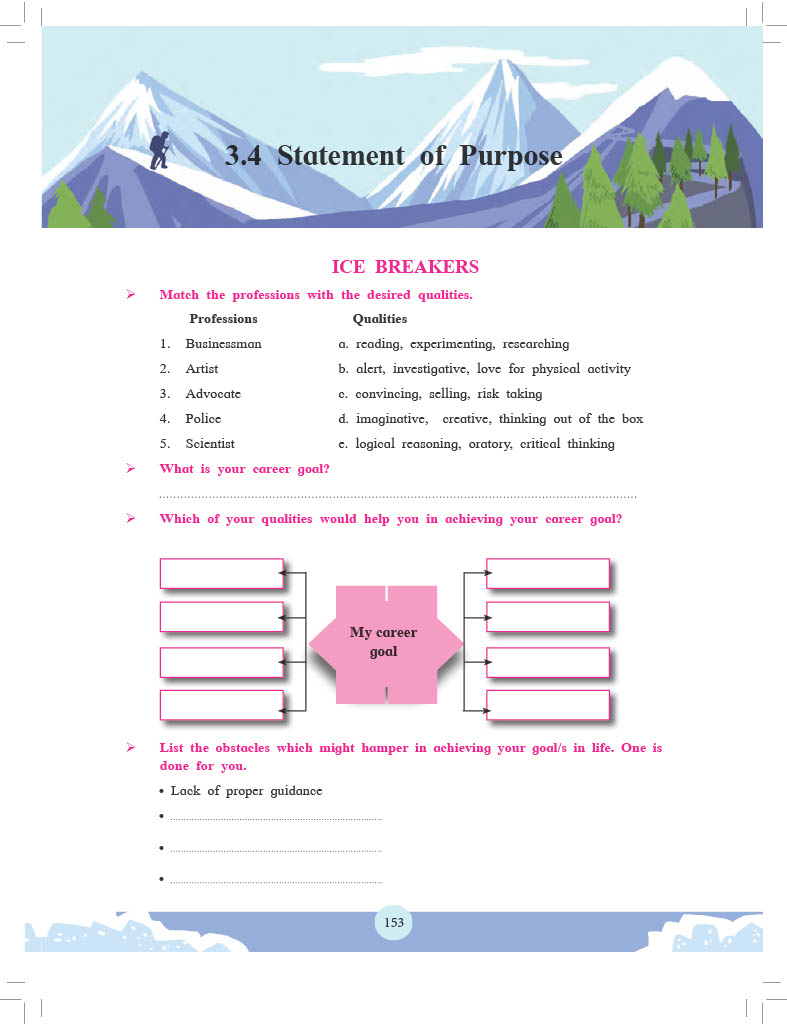 3.4 Statement of Purpose
ICE BREAKERS
➢ Match the professions with the desired qualities.
Professions Qualities
1. Businessman a. reading, experimenting, researching
2. Artist b. alert, investigative, love for physical activity
3. Advocate c. convincing, selling, risk taking
4. Police d. imaginative, creative, thinking out of the box
5. Scientist e. logical reasoning, oratory, critical thinking
➢ What is your career goal?
➢ Which of your qualities would help you in achieving your career goal?
My career
goal
➢ List the obstacles which might hamper in achieving your goal/s in life. One is
done for you.
• Lack of proper guidance
•
•
•
153